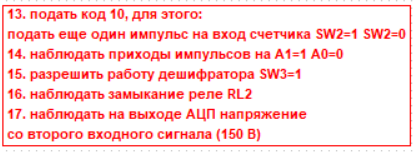 13. подать код 10, для этого:
подать еще один импульс на вход счетчика SW2=1 SW2=0
14. наблюдать приходы импульсов на A1=1 A0=0
15. разрешить работу дешифратора SW3=1
16. наблюдать замыкание реле RL2
17. наблюдать на выходе АЦП напряжение
со второго входного сигнала (150 В)